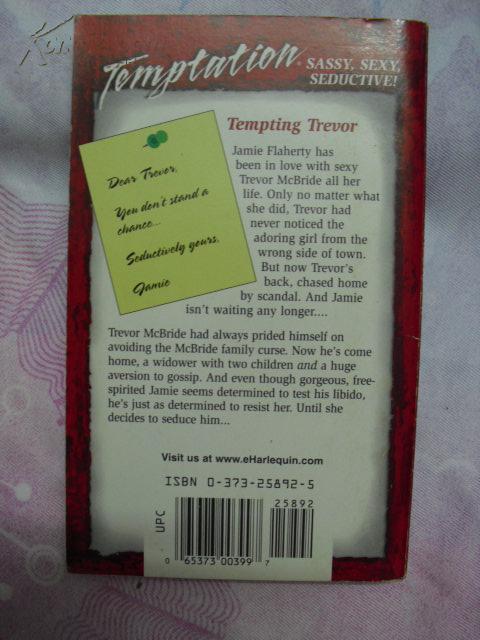 Temptation®
SASSY, SEXY,
SEDUCTIVE!
Tempting Trevor
Dear Trevor,
You don't stand a
chance...
Seductively yours,
Jamie
Jamie Flaherty has
been in love with sexy
Trevor McBride all her
life. Only no matter what
she did, Trevor had
never noticed the
adoring girl from the
wrong side of town.
But now Trevor's
back, chased home
by scandal. And Jamie
isn't waiting any longer....
Trevor McBride had always prided himself on
avoiding the McBride family curse. Now he's come
home, a widower with two children and a huge
aversion to gossip. And even though gorgeous, free-
spirited Jamie seems determined to test his libido,
he's just as determined to resist her. Until she
decides to seduce him...
Visit us at www.eHarlequin.com
ISBN 0-373-25892-5
25892
UPC
0 65373 00399 7